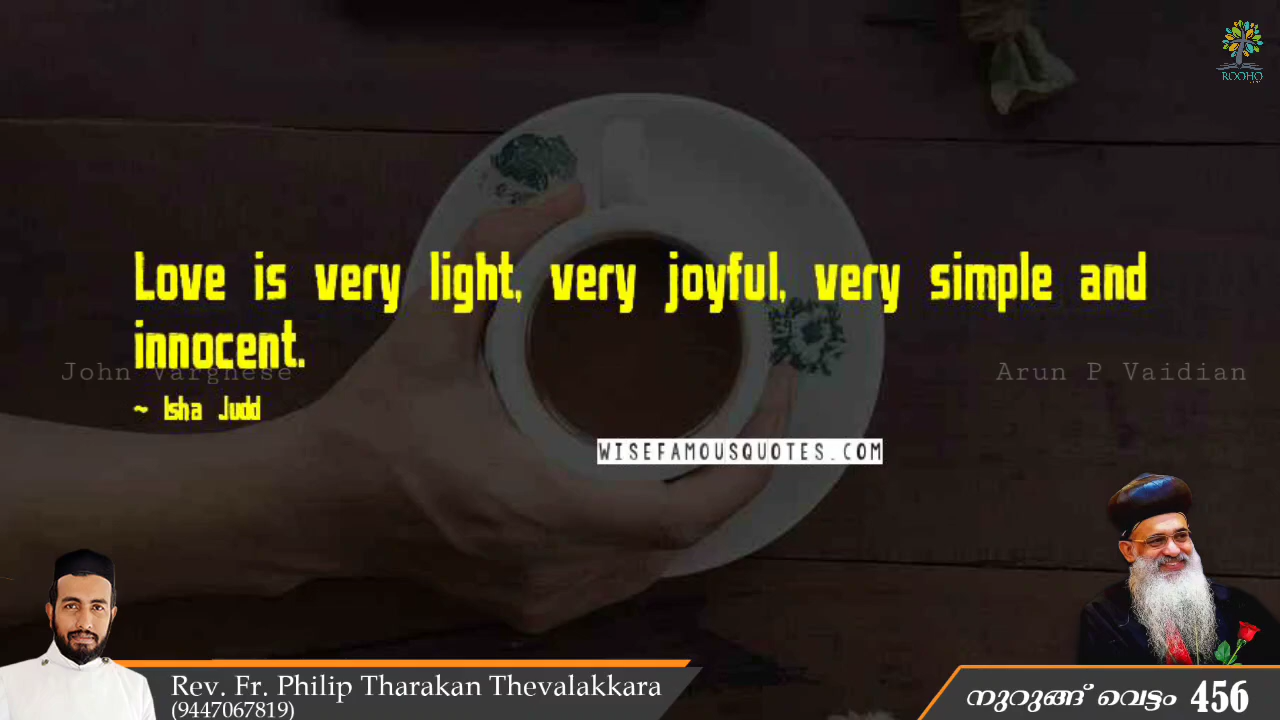 ROOHO
Love is very light, very joyful, very simple and
innocent.
John Varghese
Arun P Vaidian
~ Isha Judd
WISEFAMOUSQUOTES.COM
Rev. Fr. Philip Tharakan Thevalakkara
(9447067819)
നുറുങ്ങ് വെട്ടം 456